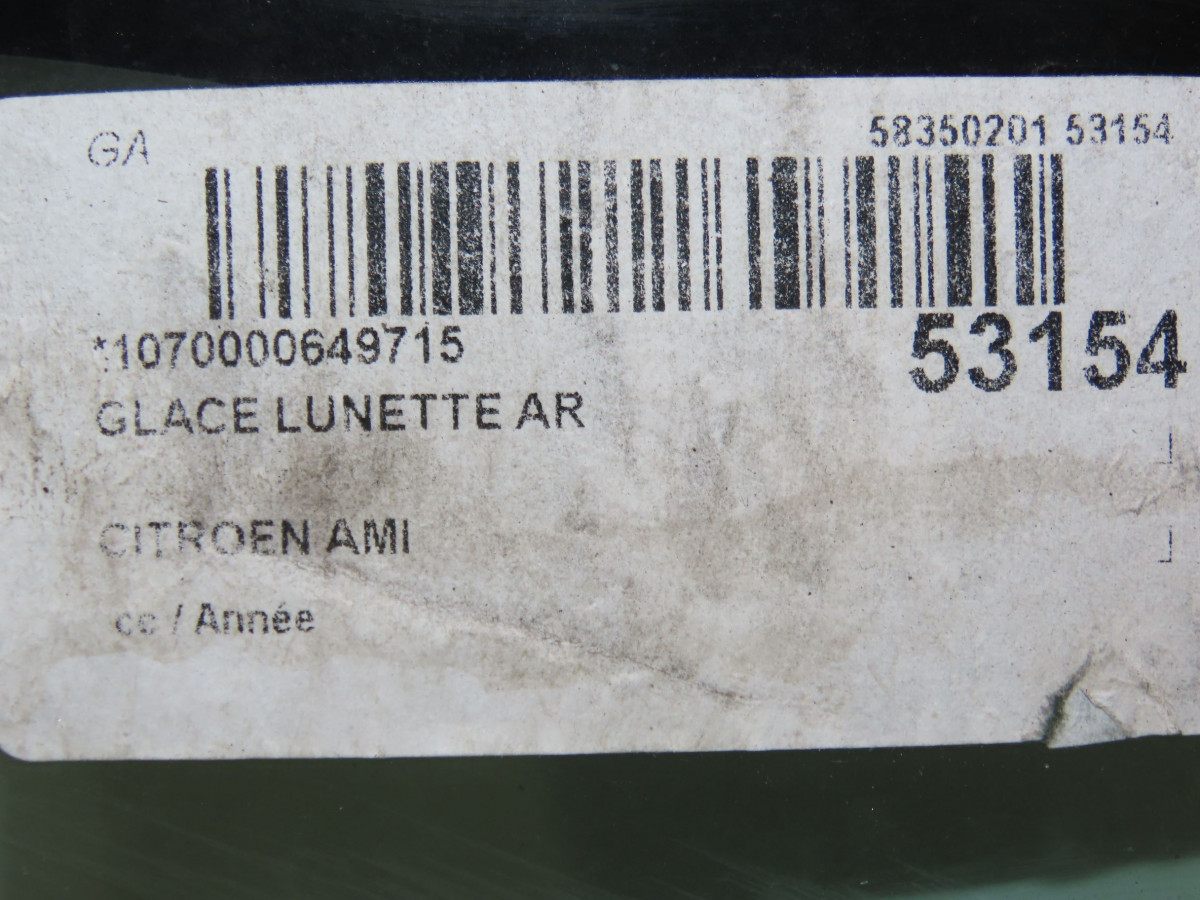 GA
58350201 53154
*1070000649715
53154
GLACE LUNETTE AR
CITROEN AMI
cc / Année